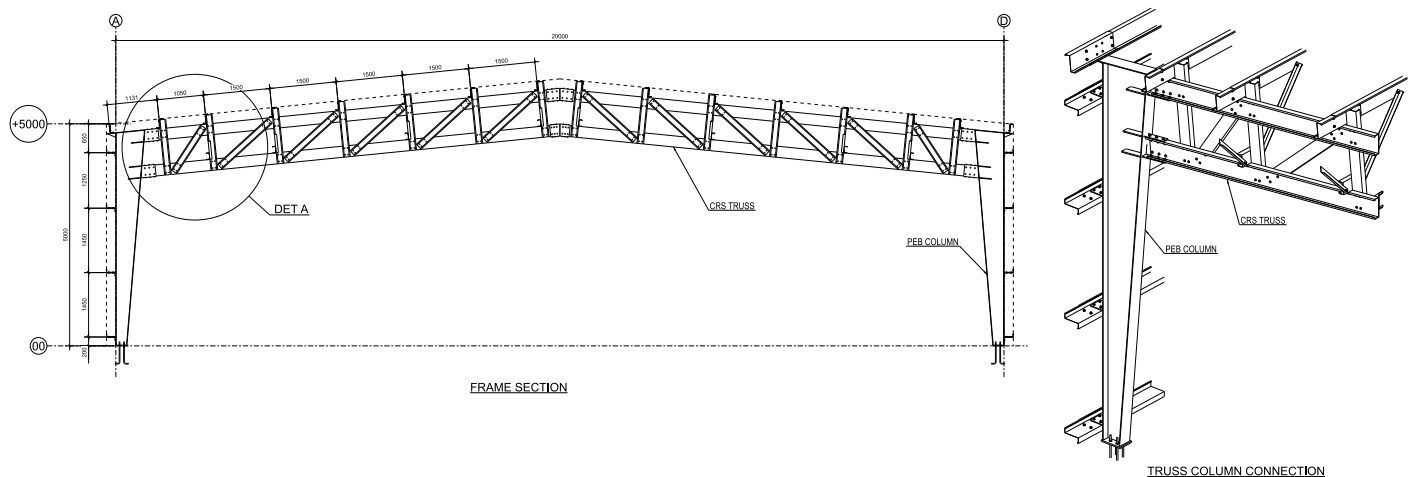 A
D
20000
1500
1500
1500
1500
1500
1050
1131
+5000
650
1250
DET A
5000
1450
1450
CRS TRUSS
PEB COLUMN
00
200
FRAME SECTION
CRS TRUSS
PEB COLUMN
TRUSS COLUMN CONNECTION